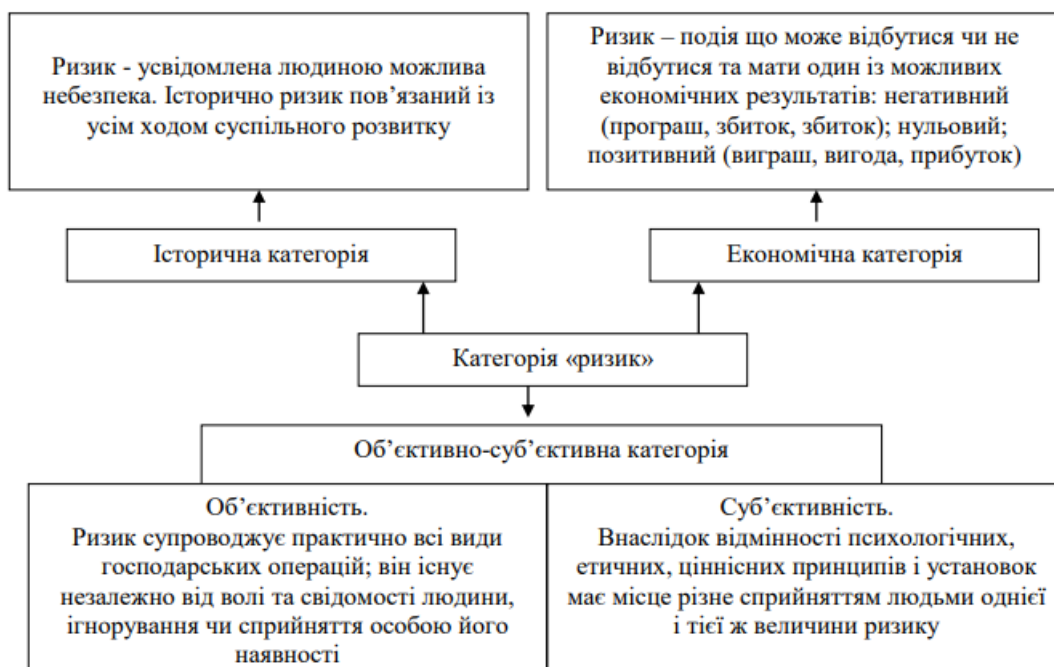 Ризик - усвідомлена людиною можлива
небезпека. Історично ризик пов’язаний із
усім ходом суспільного розвитку
Ризик – подія що може відбутися чи не
відбутися та мати один із можливих
економічних результатів: негативний
(програш, збиток, збиток); нульовий;
позитивний (виграш, вигода, прибуток)
Історична категорія
Економічна категорія
Категорія «ризик»
Об’єктивно-суб’єктивна категорія
Об’єктивність.
Ризик супроводжує практично всі види
господарських операцій; він існує
незалежно від волі та свідомості людини,
ігнорування чи сприйняття особою його
наявності
Суб’єктивність.
Внаслідок відмінності психологічних,
етичних, ціннісних принципів і установок
має місце різне сприйняттям людьми однієї
і тієї ж величини ризику